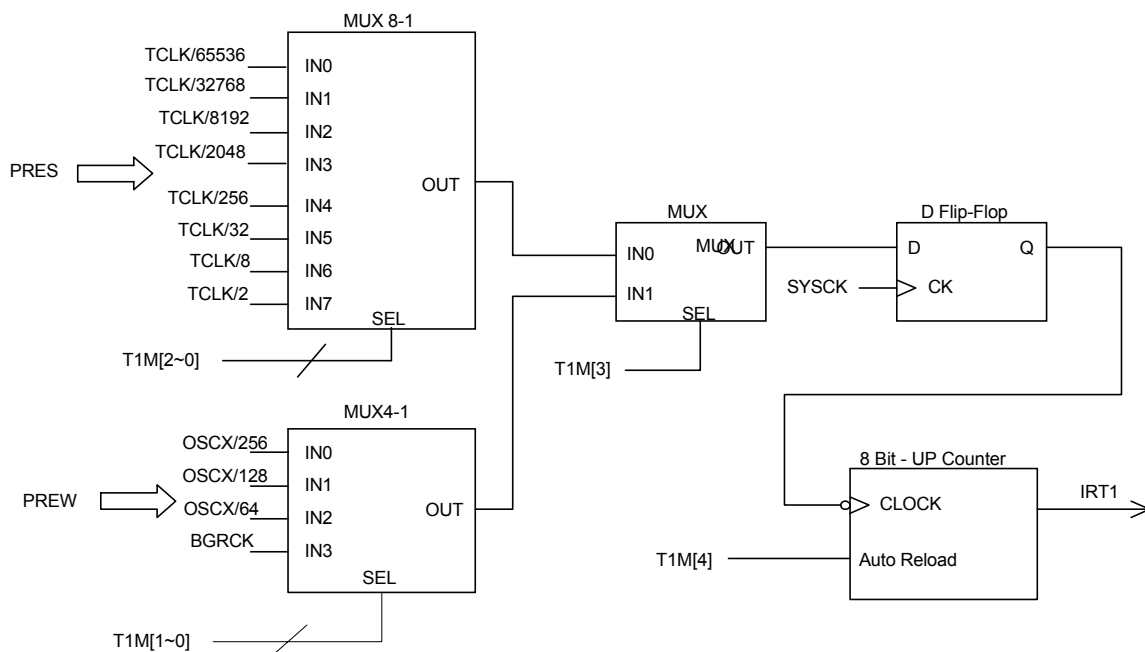 MUX 8-1
TCLK/65536
IN0
TCLK/32768
IN1
TCLK/8192
IN2
TCLK/2048
IN3
PRES
OUT
TCLK/256
IN4
TCLK/32
IN5
TCLK/8
IN6
TCLK/2
IN7
SEL
T1M[2~0]
MUX
IN0
MUX
OUT
IN1
SEL
T1M[3]
D Flip-Flop
D
Q
SYSCK
CK
MUX4-1
OSCX/256
IN0
OSCX/128
IN1
PREW
OSCX/64
IN2
OUT
BGRCK
IN3
SEL
T1M[1~0]
8 Bit - UP Counter
CLOCK
IRT1
T1M[4]
Auto Reload